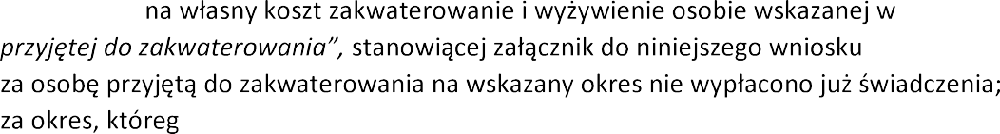 na własny koszt zakwaterowanie i wyżywienie osobie wskazanej w
przyjętej do zakwaterowania”, stanowiącej załącznik do niniejszego wniosku
za osobę przyjętą do zakwaterowania na wskazany okres nie wypłacono już świadczenia;
za okres, któreg